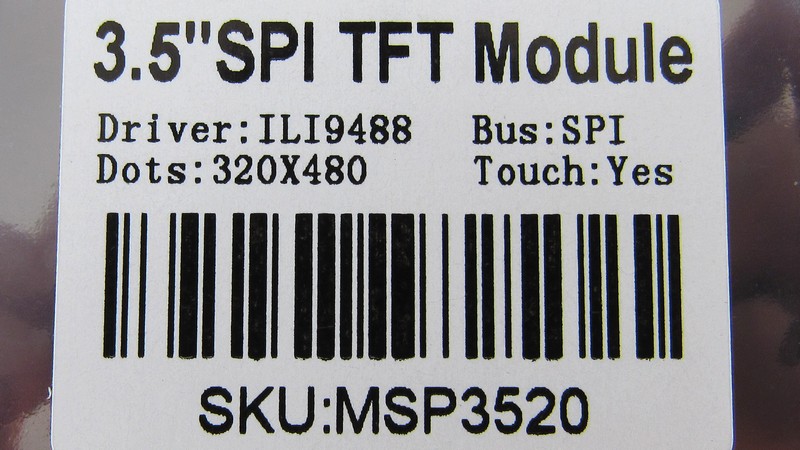 3.5"SPI TFT Module
Driver:ILI9488 Bus:SPI
Dots:320X480 Touch:Yes
SKU:MSP3520